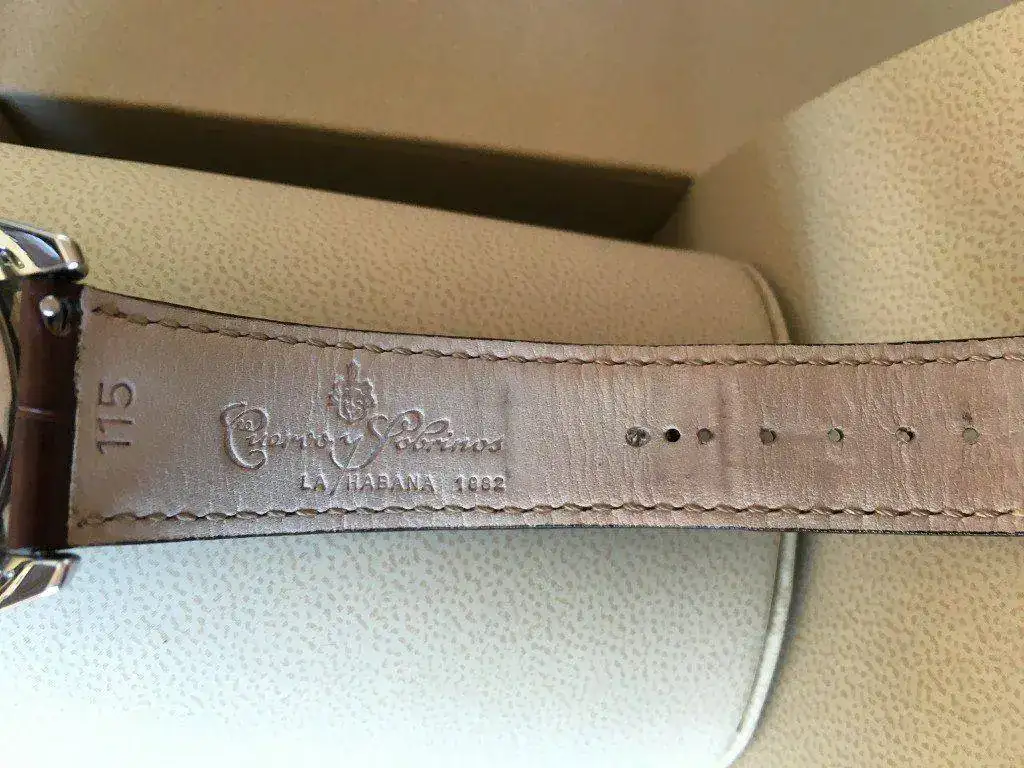 115
Cuervo y Sobrinos
LA HABANA 1882